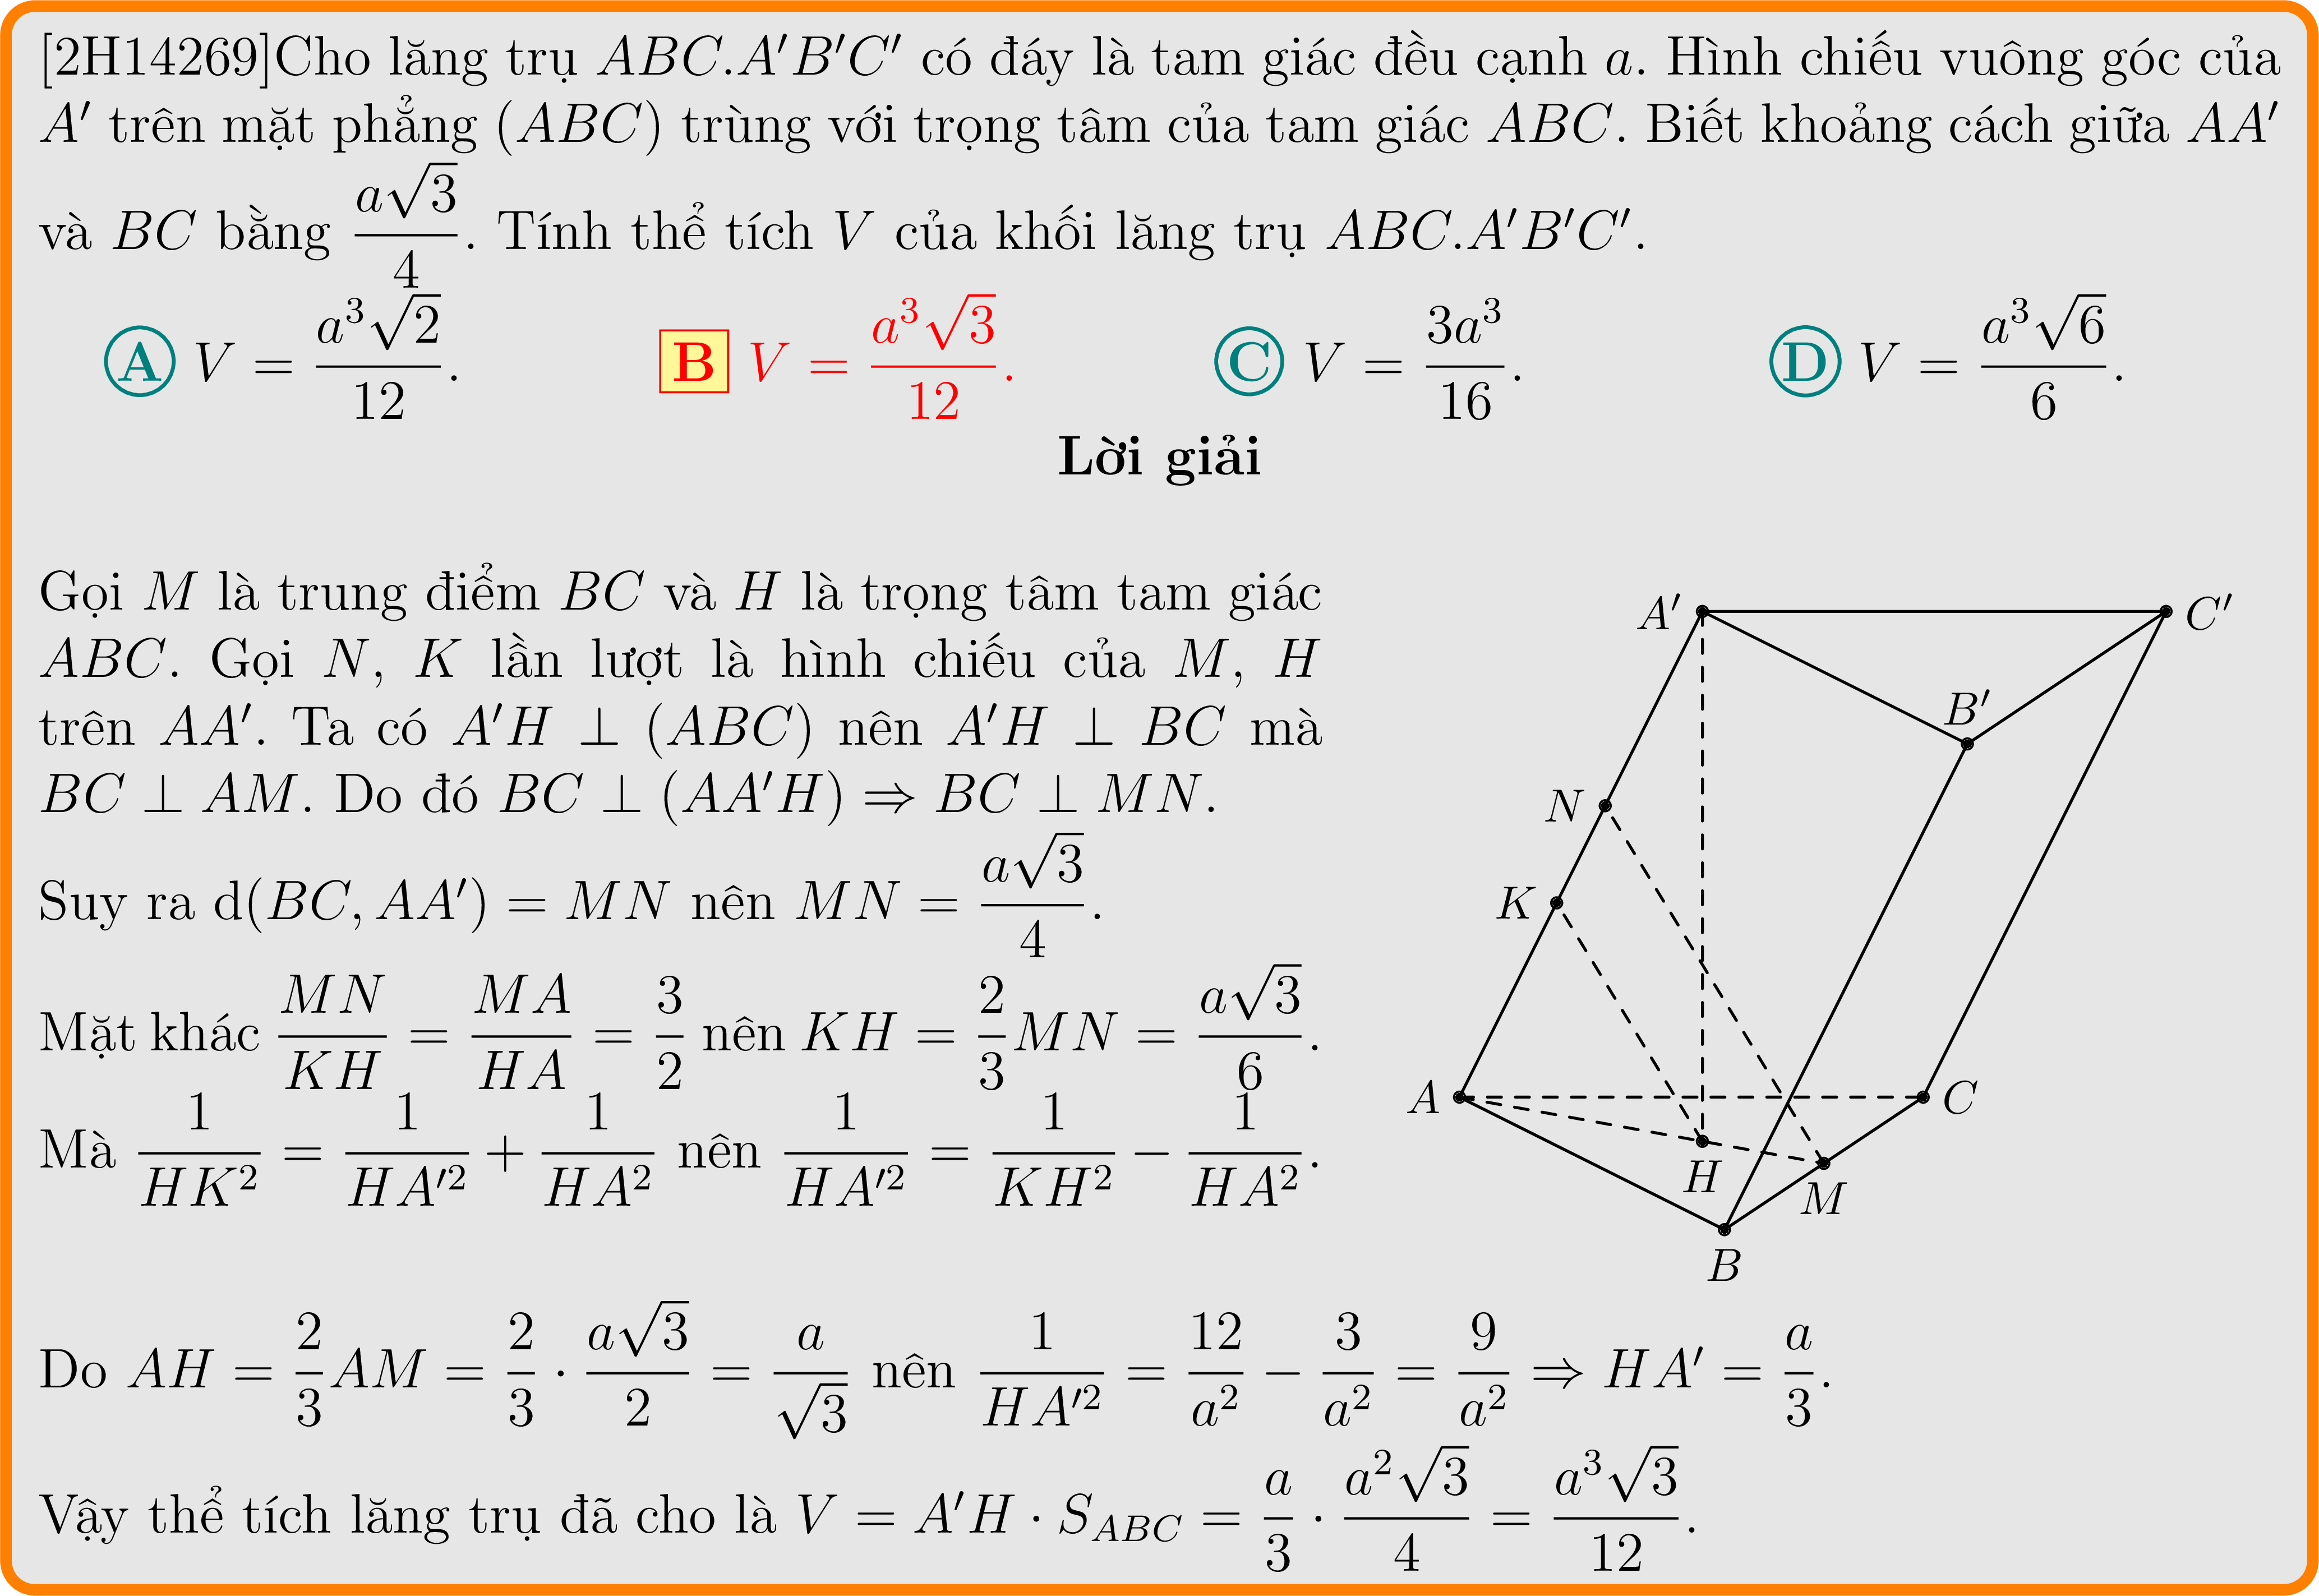 [2H14269]Cho lăng trụ ABC.A′B′C′ có đáy là tam giác đều cạnh a. Hình chiếu vuông góc của
A′ trên mặt phẳng (ABC) trùng với trọng tâm của tam giác ABC. Biết khoảng cách giữa AA′
và BC bằng \frac{a\sqrt{3}}{4}. Tính thể tích V của khối lăng trụ ABC.A′B′C′.
A V = \frac{a^3\sqrt{2}}{12}. B V = \frac{a^3\sqrt{3}}{12}. C V = \frac{3a^3}{16}. D V = \frac{a^3\sqrt{6}}{6}.
Lời giải
Gọi M là trung điểm BC và H là trọng tâm tam giác
ABC. Gọi N, K lần lượt là hình chiếu của M, H
trên AA′. Ta có A′H ⊥ (ABC) nên A′H ⊥ BC mà
BC ⊥ AM. Do đó BC ⊥ (AA′H) ⇒ BC ⊥ MN.
Suy ra d(BC, AA′) = MN nên MN = \frac{a\sqrt{3}}{4}.
Mặt khác \frac{MN}{KH} = \frac{MA}{HA} = \frac{3}{2} nên KH = \frac{2}{3}MN = \frac{a\sqrt{3}}{6}.
Mà \frac{1}{HK^2} = \frac{1}{HA′^2} + \frac{1}{HA^2} nên \frac{1}{HA′^2} = \frac{1}{KH^2} − \frac{1}{HA^2}.
A′
C′
B′
N
K
A
C
H
M
B
Do AH = \frac{2}{3}AM = \frac{2}{3} · \frac{a\sqrt{3}}{2} = \frac{a}{\sqrt{3}} nên \frac{1}{HA′^2} = \frac{12}{a^2} − \frac{3}{a^2} = \frac{9}{a^2} ⇒ HA′ = \frac{a}{3}.
Vậy thể tích lăng trụ đã cho là V = A′H · S_{ABC} = \frac{a}{3} · \frac{a^2\sqrt{3}}{4} = \frac{a^3\sqrt{3}}{12}.